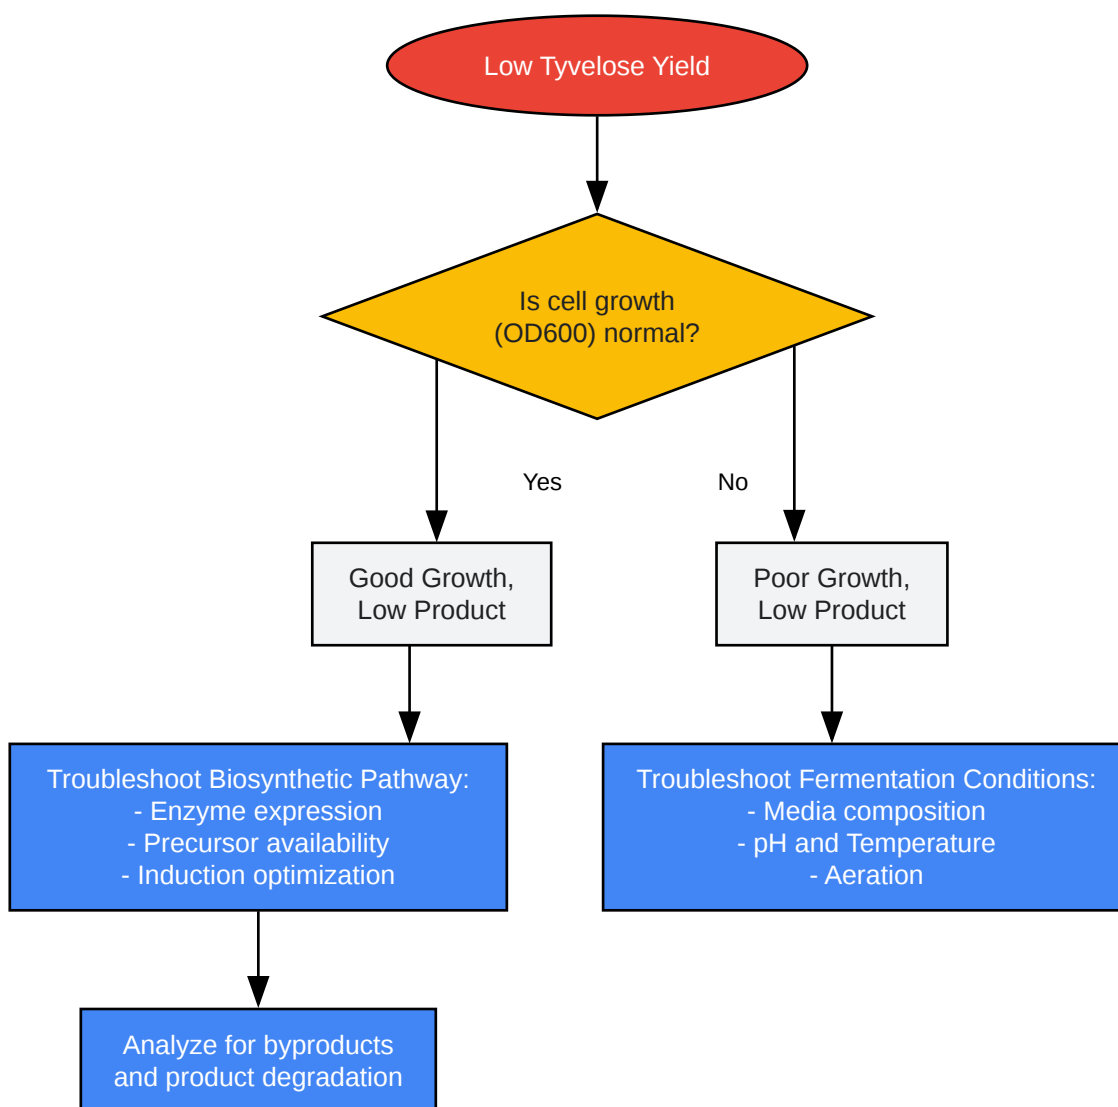 Low Tyvelose Yield
Is cell growth
(OD600) normal?
Yes
No
Good Growth,
Low Product
Poor Growth,
Low Product
Troubleshoot Biosynthetic Pathway:
- Enzyme expression
- Precursor availability
- Induction optimization
Troubleshoot Fermentation Conditions:
- Media composition
- pH and Temperature
- Aeration
Analyze for byproducts
and product degradation